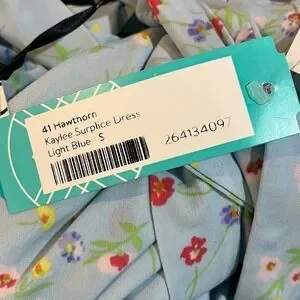 41 Hawthorn
Kaylee Surplice Dress
Light Blue S
264134097